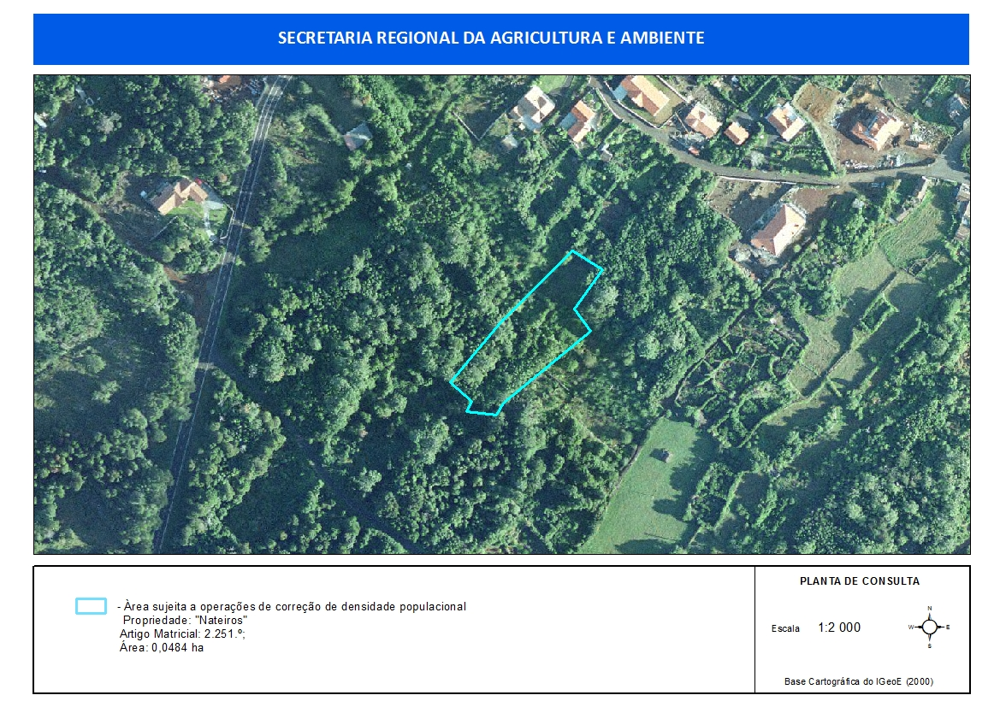 SECRETARIA REGIONAL DA AGRICULTURA E AMBIENTE
- Àrea sujeita a operações de correção de densidade populacional
Propriedade: "Nateiros"
Artigo Matricial: 2.251.º;
Área: 0,0484 ha
PLANTA DE CONSULTA
Escala 1:2 000
N
W E
S
Base Cartográfica do IGeoE (2000)